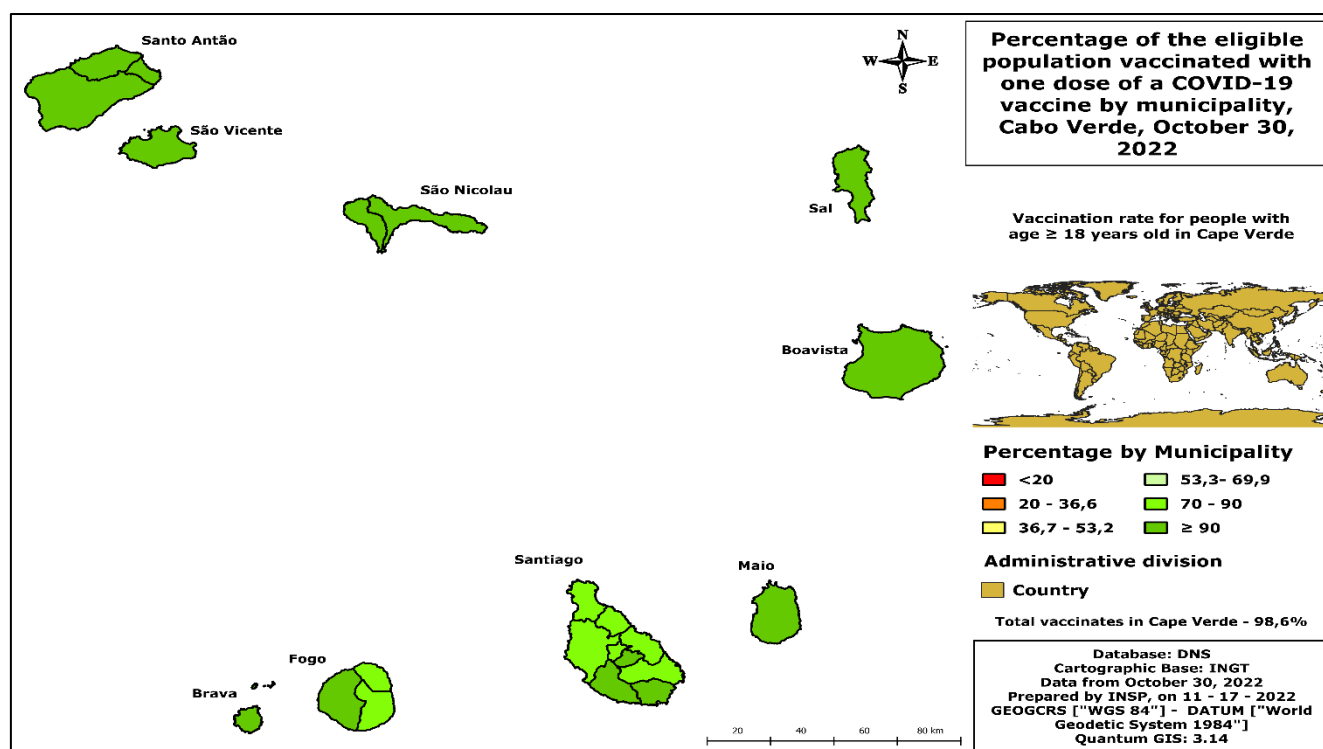 Santo Antão
São Vicente
São Nicolau
Sal
Boavista
Santiago
Maio
Fogo
Brava
N
W E
S
20 40 60 80 km
Percentage of the eligible
population vaccinated with
one dose of a COVID-19
vaccine by municipality,
Cabo Verde, October 30,
2022
Vaccination rate for people with
age ≥ 18 years old in Cape Verde
Percentage by Municipality
<20
20 - 36,6
36,7 - 53,2
53,3- 69,9
70 - 90
≥ 90
Administrative division
Country
Total vaccinates in Cape Verde - 98,6%
Database: DNS
Cartographic Base: INGT
Data from October 30, 2022
Prepared by INSP, on 11 - 17 - 2022
GEOGCRS ["WGS 84"] - DATUM ["World
Geodetic System 1984"]
Quantum GIS: 3.14